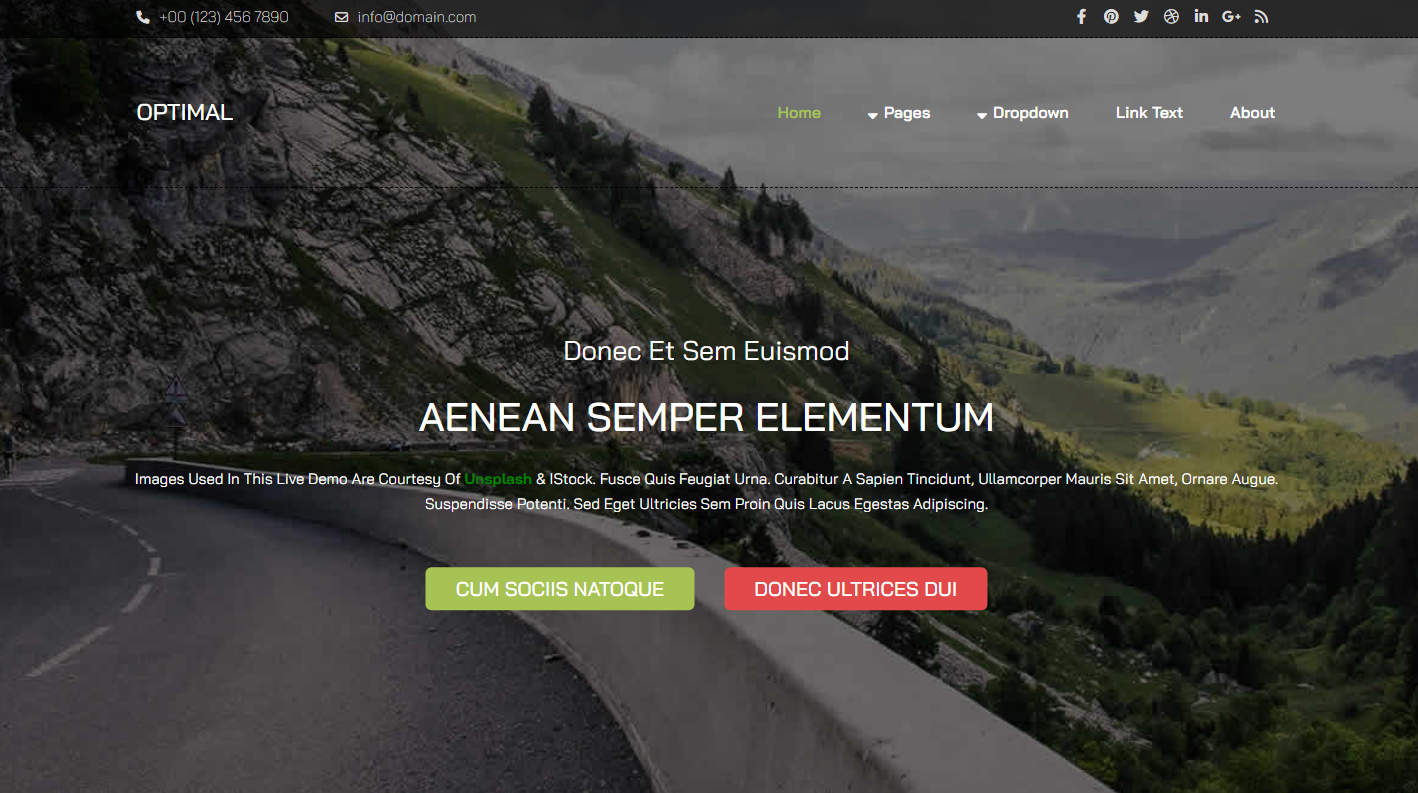 +00 (123) 456 7890 info@domain.com
OPTIMAL Home Pages Dropdown Link Text About
Donec Et Sem Euismod
AENEAN SEMPER ELEMENTUM
Images Used In This Live Demo Are Courtesy Of Unsplash & IStock. Fusce Quis Feugiat Urna. Curabitur A Sapien Tincidunt, Ullamcorper Mauris Sit Amet, Ornare Augue.
Suspendisse Potenti. Sed Eget Ultricies Sem Proin Quis Lacus Egestas Adipiscing.
CUM SOCIIS NATOQUE DONEC ULTRICES DUI